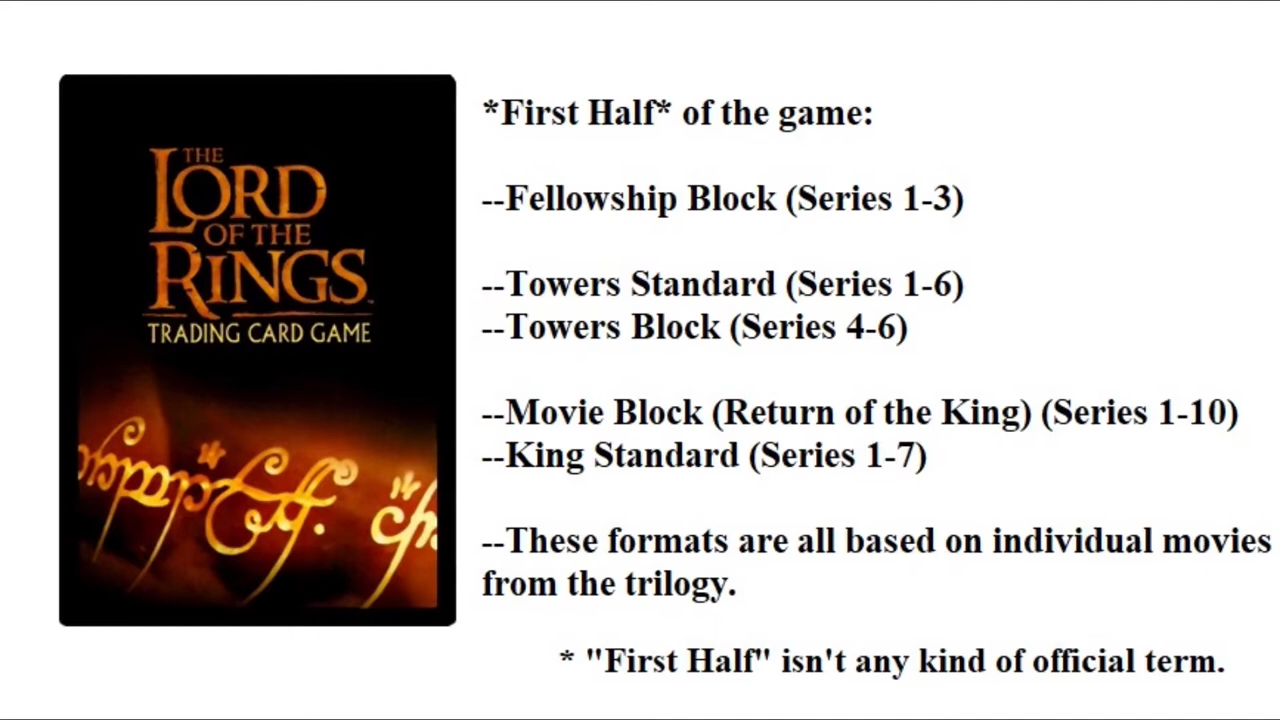 THE
LORD
OF THE
RINGS
TRADING CARD GAME
*First Half* of the game:
--Fellowship Block (Series 1-3)
--Towers Standard (Series 1-6)
--Towers Block (Series 4-6)
--Movie Block (Return of the King) (Series 1-10)
--King Standard (Series 1-7)
--These formats are all based on individual movies
from the trilogy.
* "First Half" isn't any kind of official term.